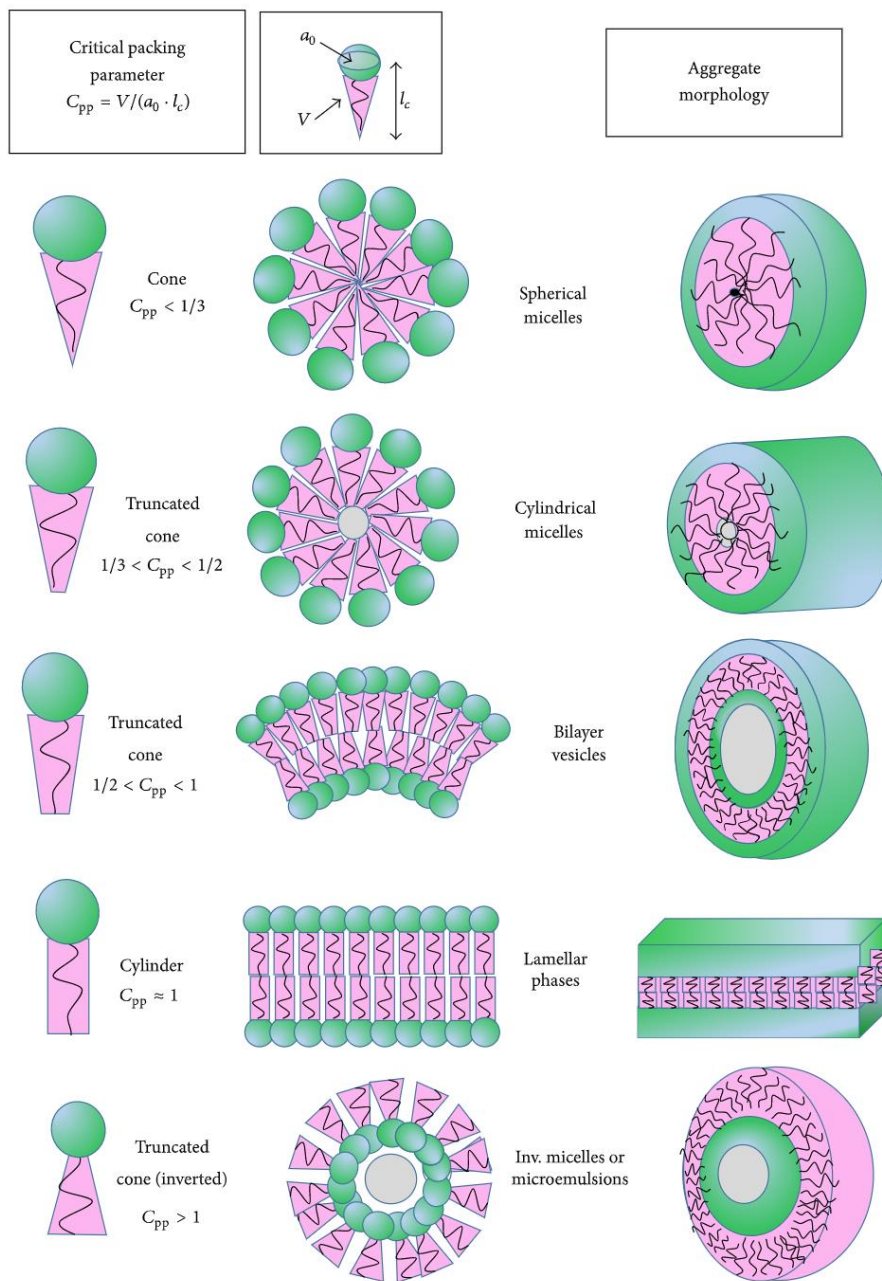 Critical packing
parameter
C_pp = V/(a_0 · l_c)
a_0
V
l_c
Aggregate
morphology
Cone
C_pp < 1/3
Spherical
micelles
Truncated
cone
1/3 < C_pp < 1/2
Cylindrical
micelles
Truncated
cone
1/2 < C_pp < 1
Bilayer
vesicles
Cylinder
C_pp ≈ 1
Lamellar
phases
Truncated
cone (inverted)
C_pp > 1
Inv. micelles or
microemulsions